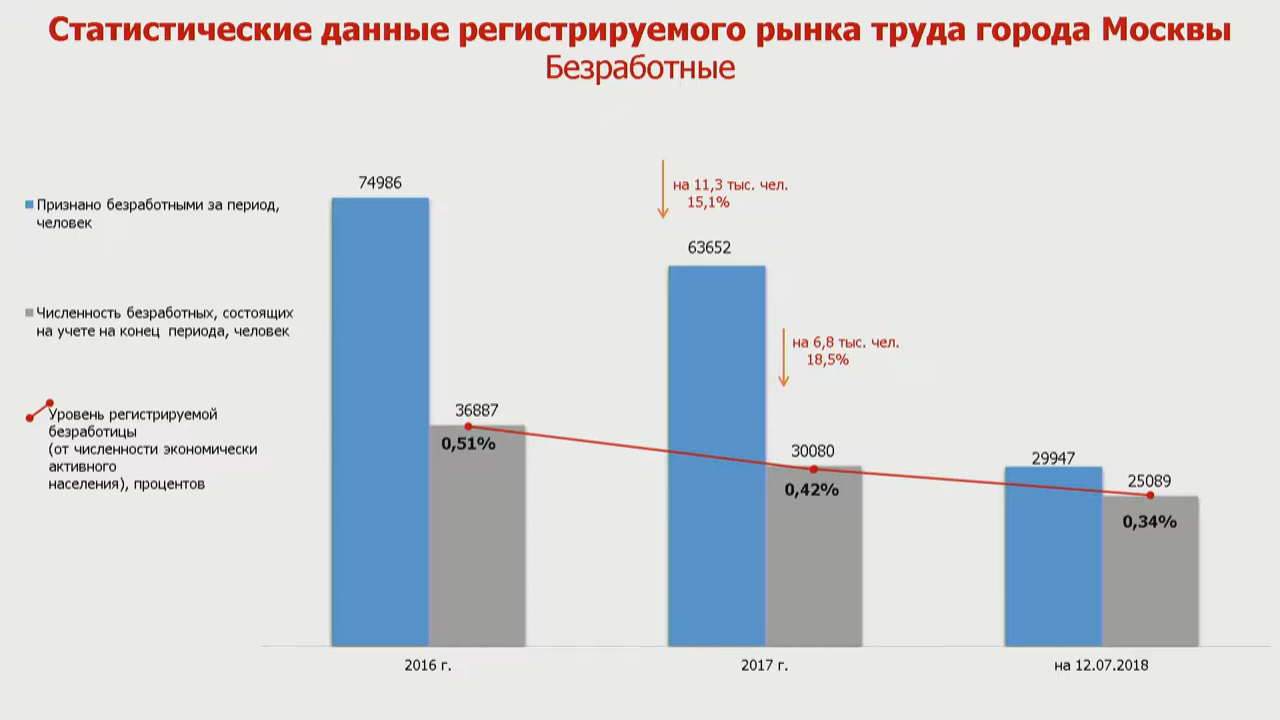 Статистические данные регистрируемого рынка труда города Москвы
Безработные
Признано безработными за период,
человек
Численность безработных, состоящих
на учете на конец периода, человек
Уровень регистрируемой
безработицы
(от численности экономически
активного
населения), процентов
74986
36887
0,51%
на 11,3 тыс. чел.
15,1%
63652
на 6,8 тыс. чел.
18,5%
30080
0,42%
29947
25089
0,34%
2016 г.
2017 г.
на 12.07.2018